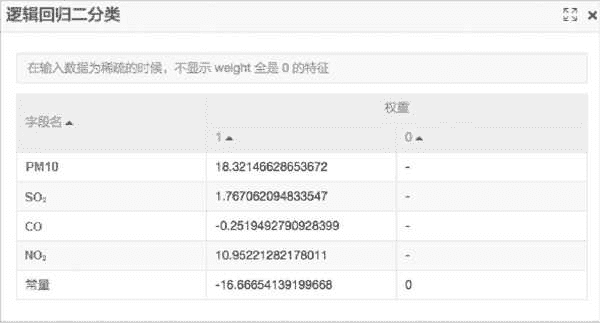 逻辑回归二分类
在输入数据为稀疏的时候，不显示 weight 全是 0 的特征
字段名 权重
1 0
PM10 18.32146628653672 -
SO₂ 1.767062094833547 -
CO -0.2519492790928399 -
NO₂ 10.95221282178011 -
常量 -16.66654139199668 0